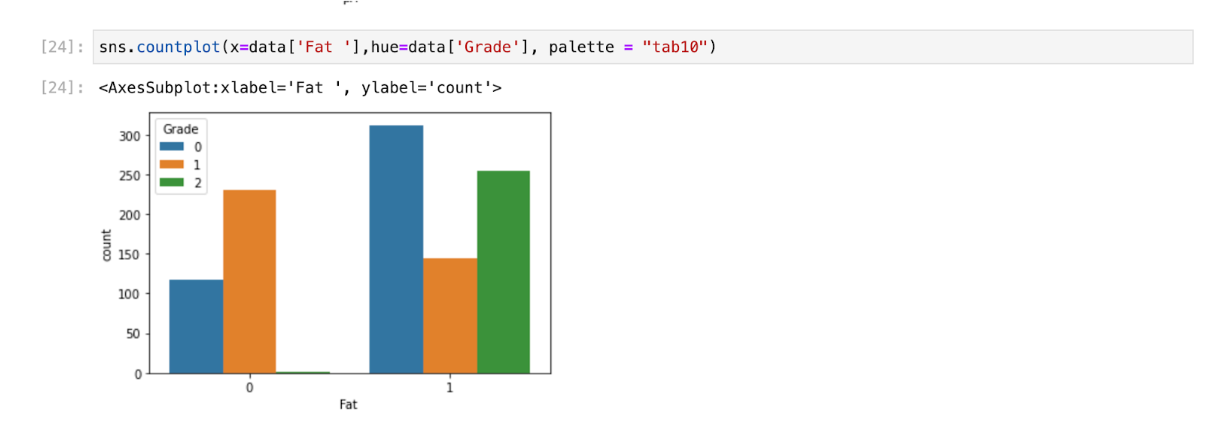 [24]: sns.countplot(x=data['Fat '],hue=data['Grade'], palette = "tab10")
[24]: <AxesSubplot:xlabel='Fat ', ylabel='count'>
Grade
0
1
2
300
250
200
150
100
50
0
count
0 1
Fat